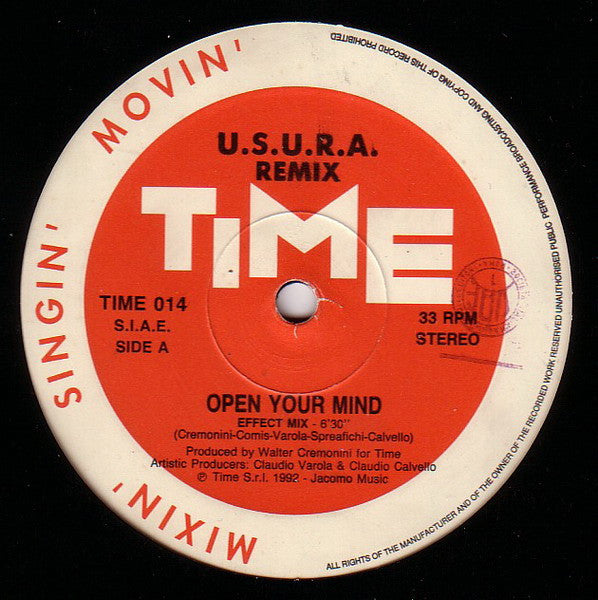 MOVIN'
SINGIN'
MIXIN'
U.S.U.R.A.
REMIX
TiME
TIME 014
S.I.A.E.
SIDE A
33 RPM
STEREO
OPEN YOUR MIND
EFFECT MIX - 6'30''
(Cremonini-Comis-Varola-Spreafichi-Calvello)
Produced by Walter Cremonini for Time
Artistic Producers: Claudio Varola & Claudio Calvello
℗ Time S.r.l. 1992 - Jacomo Music
ALL RIGHTS OF THE MANUFACTURER AND OF THE OWNER OF THE RECORDED WORK RESERVED UNAUTHORISED PUBLIC PERFORMANCE BROADCASTING AND COPYING OF THIS RECORD PROHIBITED